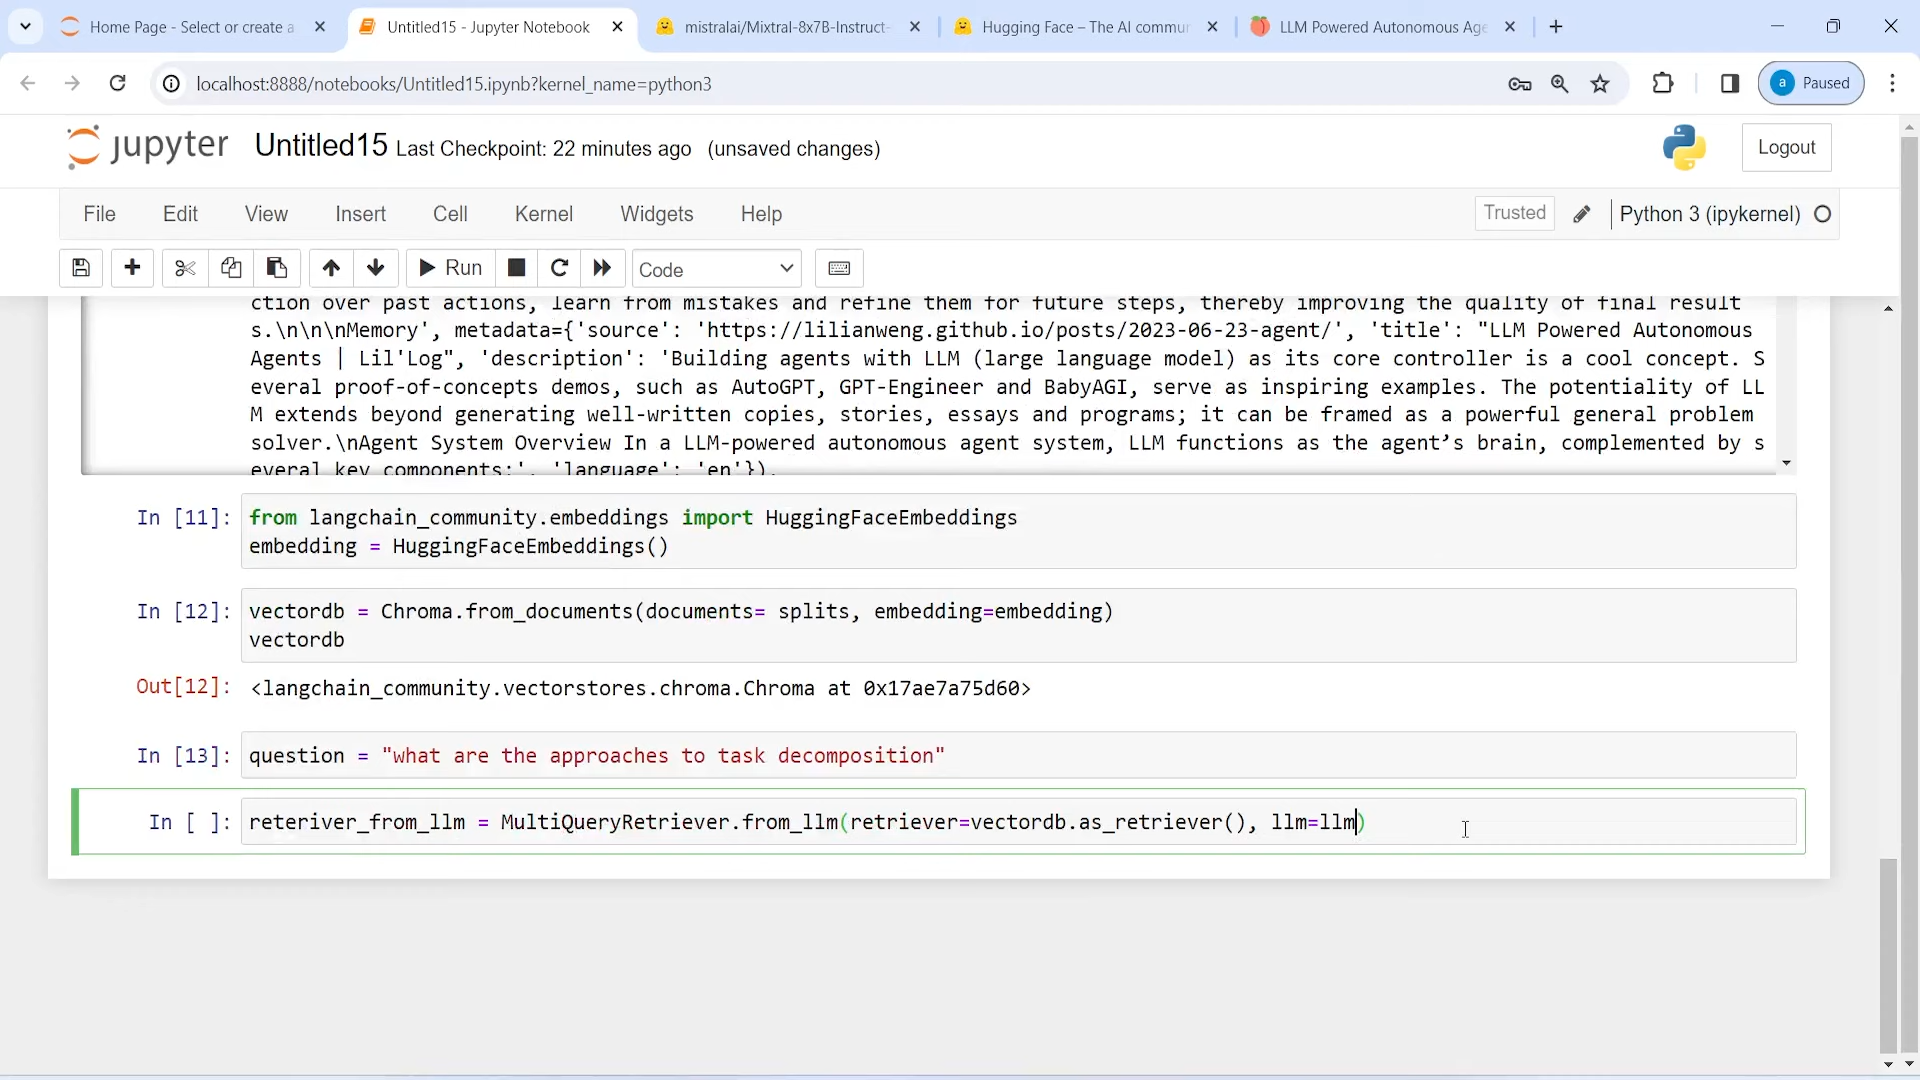 Home Page - Select or create a
Untitled15 - Jupyter Notebook
mistralai/Mixtral-8x7B-Instruct-
Hugging Face – The AI commu
LLM Powered Autonomous Age
localhost:8888/notebooks/Untitled15.ipynb?kernel_name=python3
a Paused
jupyter Untitled15 Last Checkpoint: 22 minutes ago (unsaved changes)
Logout
File Edit View Insert Cell Kernel Widgets Help
Trusted Python 3 (ipykernel)
Run Code
ction over past actions, learn from mistakes and refine them for future steps, thereby improving the quality of final result
s.\n\n\nMemory', metadata={'source': 'https://lilianweng.github.io/posts/2023-06-23-agent/', 'title': "LLM Powered Autonomous
Agents | Lil'Log", 'description': 'Building agents with LLM (large language model) as its core controller is a cool concept. S
everal proof-of-concepts demos, such as AutoGPT, GPT-Engineer and BabyAGI, serve as inspiring examples. The potentiality of LL
M extends beyond generating well-written copies, stories, essays and programs; it can be framed as a powerful general problem
solver.\nAgent System Overview In a LLM-powered autonomous agent system, LLM functions as the agent’s brain, complemented by s
everal key components:', 'language': 'en'}),
In [11]: from langchain_community.embeddings import HuggingFaceEmbeddings
embedding = HuggingFaceEmbeddings()
In [12]: vectordb = Chroma.from_documents(documents= splits, embedding=embedding)
vectordb
Out[12]: <langchain_community.vectorstores.chroma.Chroma at 0x17ae7a75d60>
In [13]: question = "what are the approaches to task decomposition"
In [ ]: reteriver_from_llm = MultiQueryRetriever.from_llm(retriever=vectordb.as_retriever(), llm=llm)